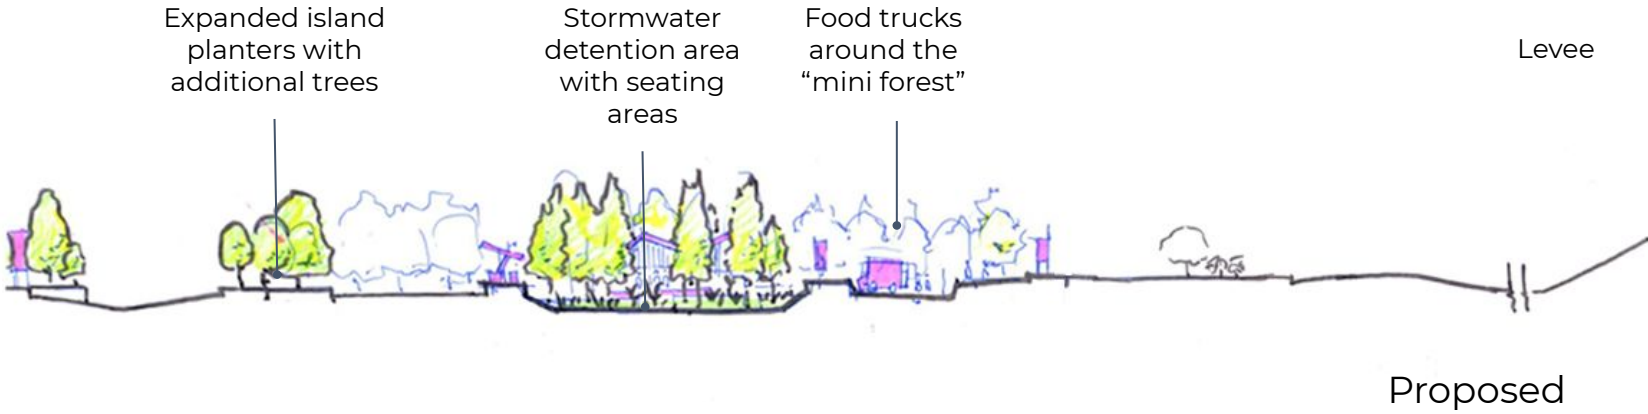 Expanded island
planters with
additional trees
Stormwater
detention area
with seating
areas
Food trucks
around the
“mini forest”
Levee
Proposed